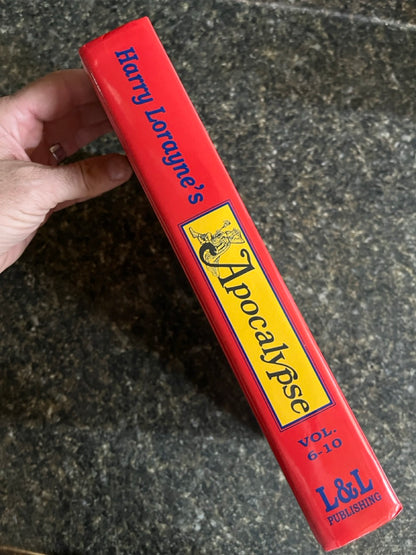 Harry Lorayne's
Apocalypse
VOL.
6-10
L&L
PUBLISHING